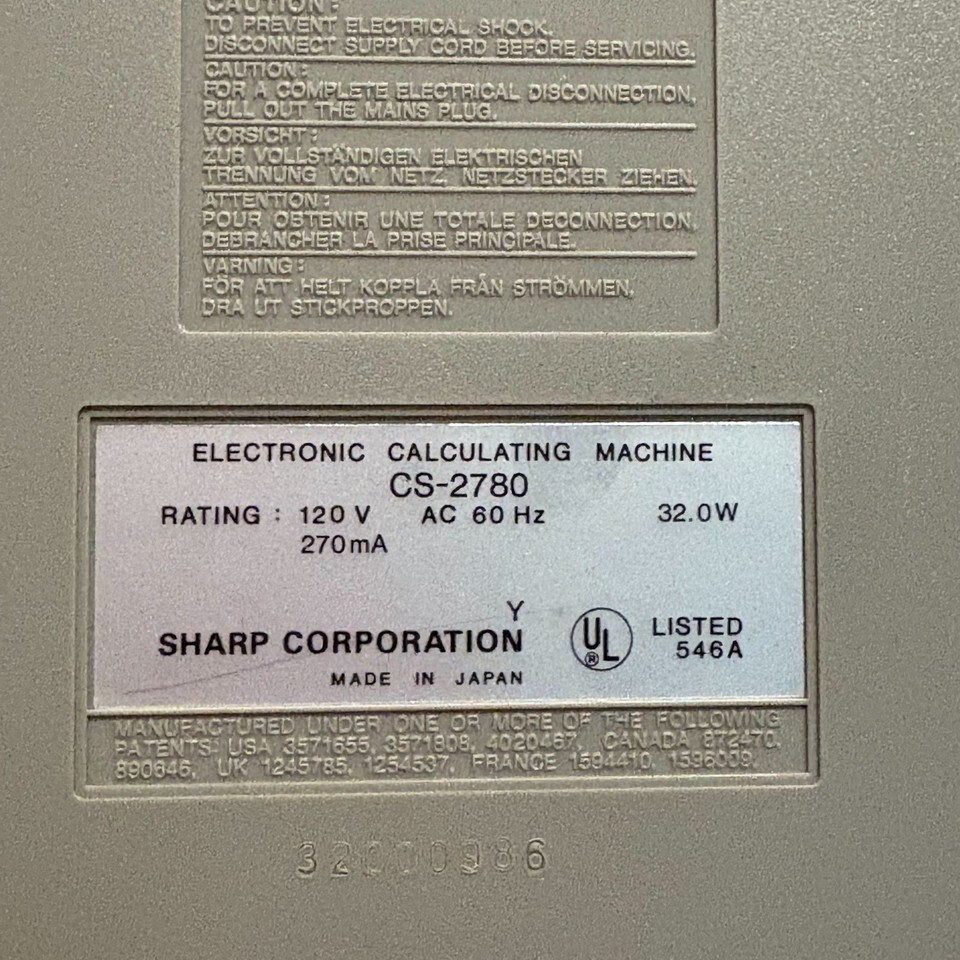 CAUTION:
TO PREVENT ELECTRICAL SHOCK,
DISCONNECT SUPPLY CORD BEFORE SERVICING.
CAUTION:
FOR A COMPLETE ELECTRICAL DISCONNECTION,
PULL OUT THE MAINS PLUG.
VORSICHT:
ZUR VOLLSTÄNDIGEN ELEKTRISCHEN
TRENNUNG VOM NETZ, NETZSTECKER ZIEHEN.
ATTENTION:
POUR OBTENIR UNE TOTALE DECONNECTION,
DEBRANCHER LA PRISE PRINCIPALE.
VARNING:
FÖR ATT HELT KOPPLA FRÅN STRÖMMEN,
DRA UT STICKPROPPEN.
ELECTRONIC CALCULATING MACHINE
CS-2780
RATING : 120 V AC 60 Hz 32.0W
270mA
Y
SHARP CORPORATION
MADE IN JAPAN
UL ®
LISTED
546A
MANUFACTURED UNDER ONE OR MORE OF THE FOLLOWING
PATENTS: USA 3571655, 3571808, 4020467, CANADA 872470,
890646, UK 1245785, 1254537, FRANCE 1594410, 1596009.
32000986